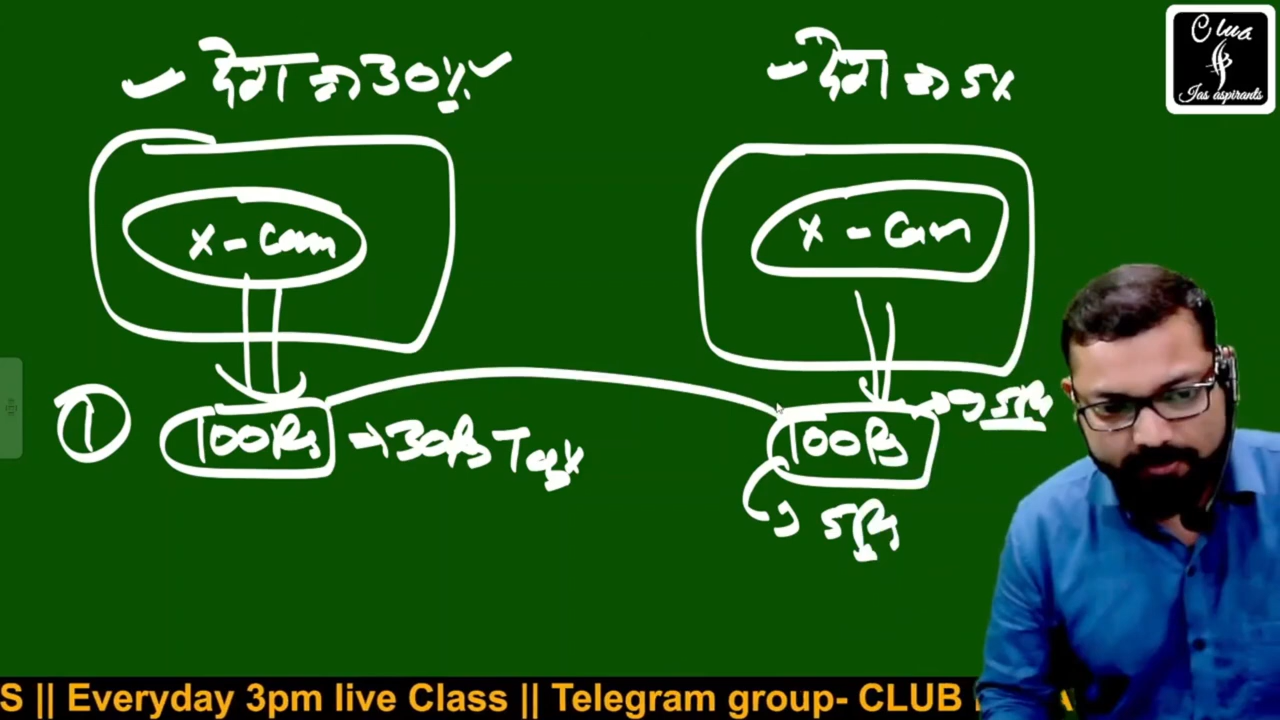 देश → 30%
देश → 5%
Club
Ias aspirants
x - com
x - com
①
100Rs → 30Rs Tax
100Rs → 5Rs
→ 5Rs
S || Everyday 3pm live Class || Telegram group- CLUB